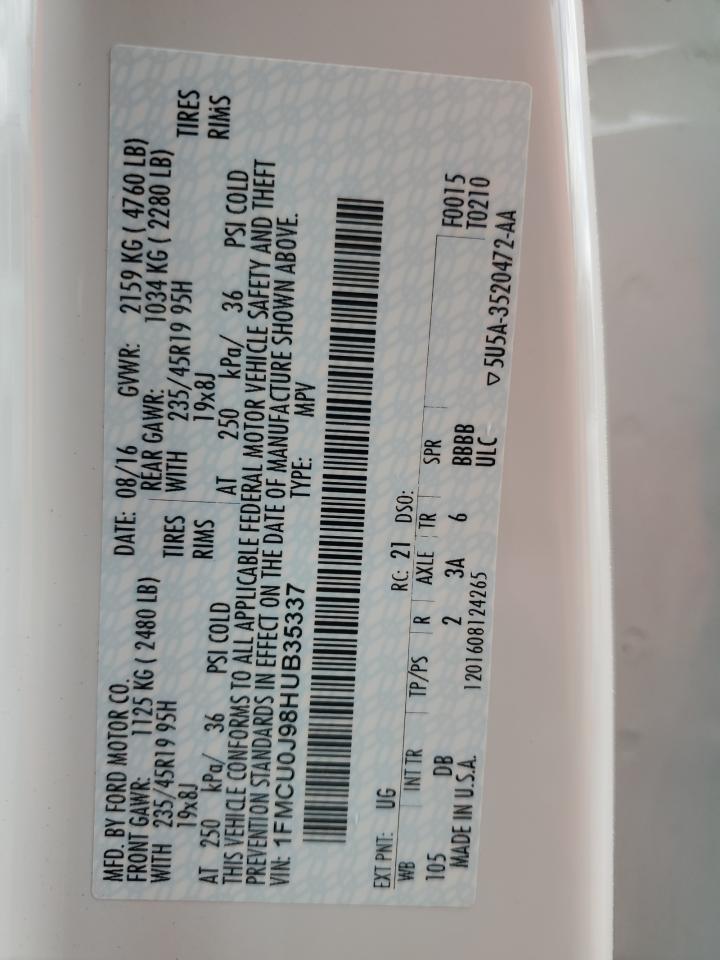 MFD. BY FORD MOTOR CO.
DATE: 08/16 GVWR: 2159 KG ( 4760 LB)
FRONT GAWR: 1125 KG ( 2480 LB)
REAR GAWR: 1034 KG ( 2280 LB)
WITH 235/45R19 95H TIRES
WITH 235/45R19 95H TIRES
19x8J RIMS
19x8J RIMS
AT 250 kPa/ 36 PSI COLD
AT 250 kPa/ 36 PSI COLD
THIS VEHICLE CONFORMS TO ALL APPLICABLE FEDERAL MOTOR VEHICLE SAFETY AND THEFT
PREVENTION STANDARDS IN EFFECT ON THE DATE OF MANUFACTURE SHOWN ABOVE.
VIN: 1FMCU0J98HUB35337 TYPE: MPV
EXT PNT: UG RC: 21 DSO: F0015
WB INT TR TP/PS R AXLE TR SPR T0210
105 DB 2 3A 6 BBBB
MADE IN U.S.A. 1201608124265 ULC ▽ 5U5A-3520472-AA